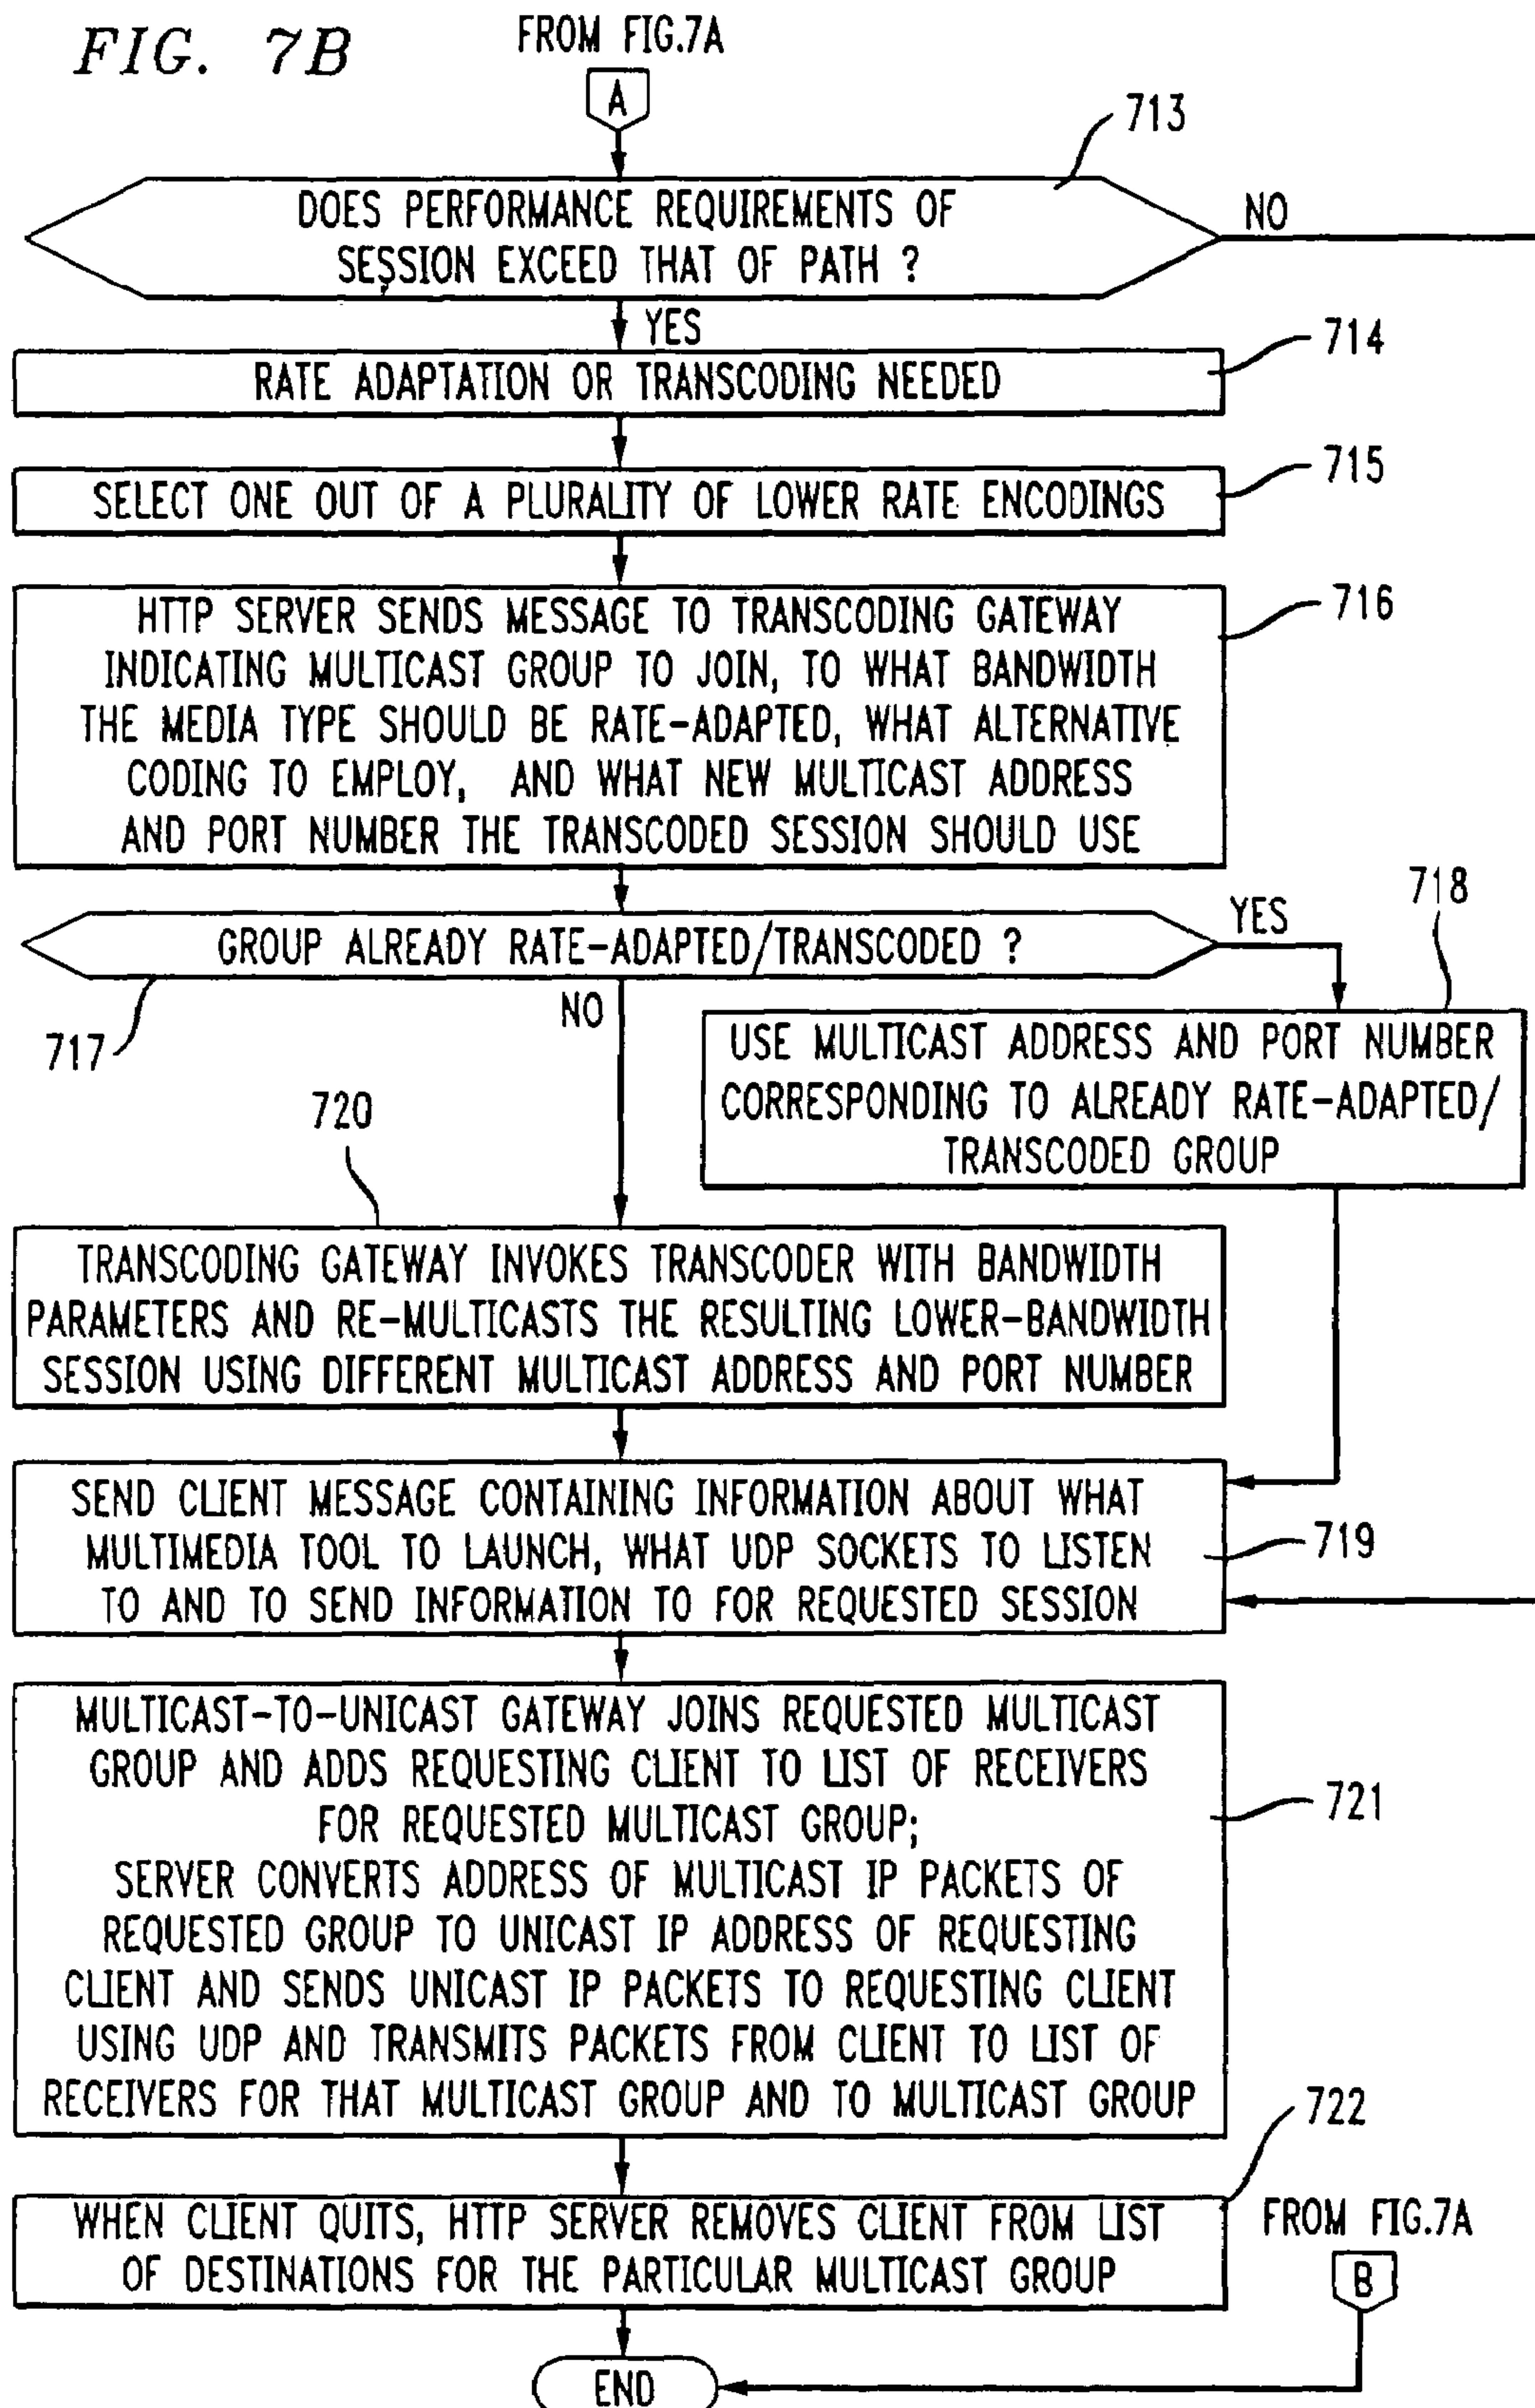 FIG. 7B
FROM FIG.7A
A
713
DOES PERFORMANCE REQUIREMENTS OF
SESSION EXCEED THAT OF PATH ?
NO
YES
714
RATE ADAPTATION OR TRANSCODING NEEDED
715
SELECT ONE OUT OF A PLURALITY OF LOWER RATE ENCODINGS
716
HTTP SERVER SENDS MESSAGE TO TRANSCODING GATEWAY
INDICATING MULTICAST GROUP TO JOIN, TO WHAT BANDWIDTH
THE MEDIA TYPE SHOULD BE RATE-ADAPTED, WHAT ALTERNATIVE
CODING TO EMPLOY, AND WHAT NEW MULTICAST ADDRESS
AND PORT NUMBER THE TRANSCODED SESSION SHOULD USE
718
GROUP ALREADY RATE-ADAPTED/TRANSCODED ?
YES
717
NO
USE MULTICAST ADDRESS AND PORT NUMBER
CORRESPONDING TO ALREADY RATE-ADAPTED/
TRANSCODED GROUP
720
TRANSCODING GATEWAY INVOKES TRANSCODER WITH BANDWIDTH
PARAMETERS AND RE-MULTICASTS THE RESULTING LOWER-BANDWIDTH
SESSION USING DIFFERENT MULTICAST ADDRESS AND PORT NUMBER
SEND CLIENT MESSAGE CONTAINING INFORMATION ABOUT WHAT
MULTIMEDIA TOOL TO LAUNCH, WHAT UDP SOCKETS TO LISTEN
TO AND TO SEND INFORMATION TO FOR REQUESTED SESSION
719
MULTICAST-TO-UNICAST GATEWAY JOINS REQUESTED MULTICAST
GROUP AND ADDS REQUESTING CLIENT TO LIST OF RECEIVERS
FOR REQUESTED MULTICAST GROUP;
SERVER CONVERTS ADDRESS OF MULTICAST IP PACKETS OF
REQUESTED GROUP TO UNICAST IP ADDRESS OF REQUESTING
CLIENT AND SENDS UNICAST IP PACKETS TO REQUESTING CLIENT
USING UDP AND TRANSMITS PACKETS FROM CLIENT TO LIST OF
RECEIVERS FOR THAT MULTICAST GROUP AND TO MULTICAST GROUP
721
722
WHEN CLIENT QUITS, HTTP SERVER REMOVES CLIENT FROM LIST
OF DESTINATIONS FOR THE PARTICULAR MULTICAST GROUP
FROM FIG.7A
B
END